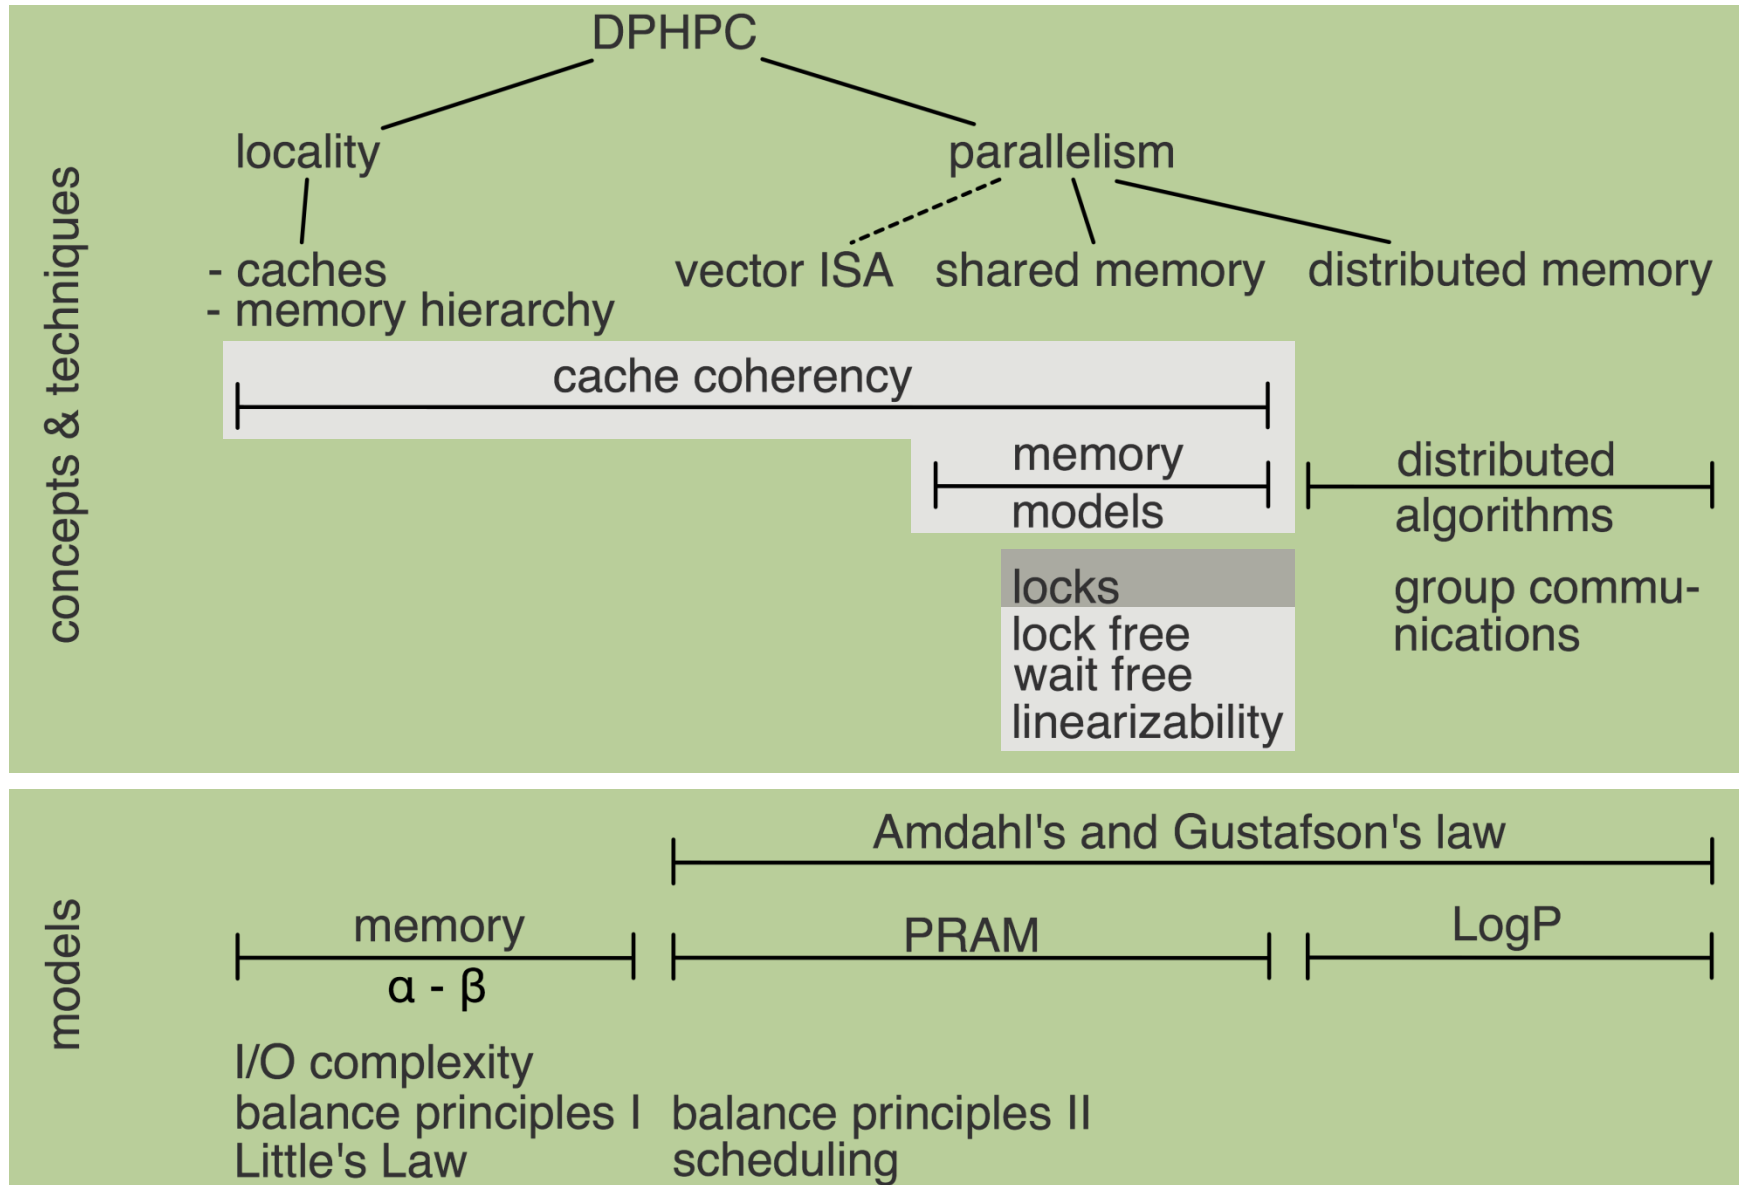 DPHPC
locality
parallelism
- caches
- memory hierarchy
vector ISA
shared memory
distributed memory
cache coherency
memory
models
distributed
algorithms
locks
lock free
wait free
linearizability
group commu-
nications
concepts & techniques
Amdahl's and Gustafson's law
memory
α - β
PRAM
LogP
I/O complexity
balance principles I
Little's Law
balance principles II
scheduling
models